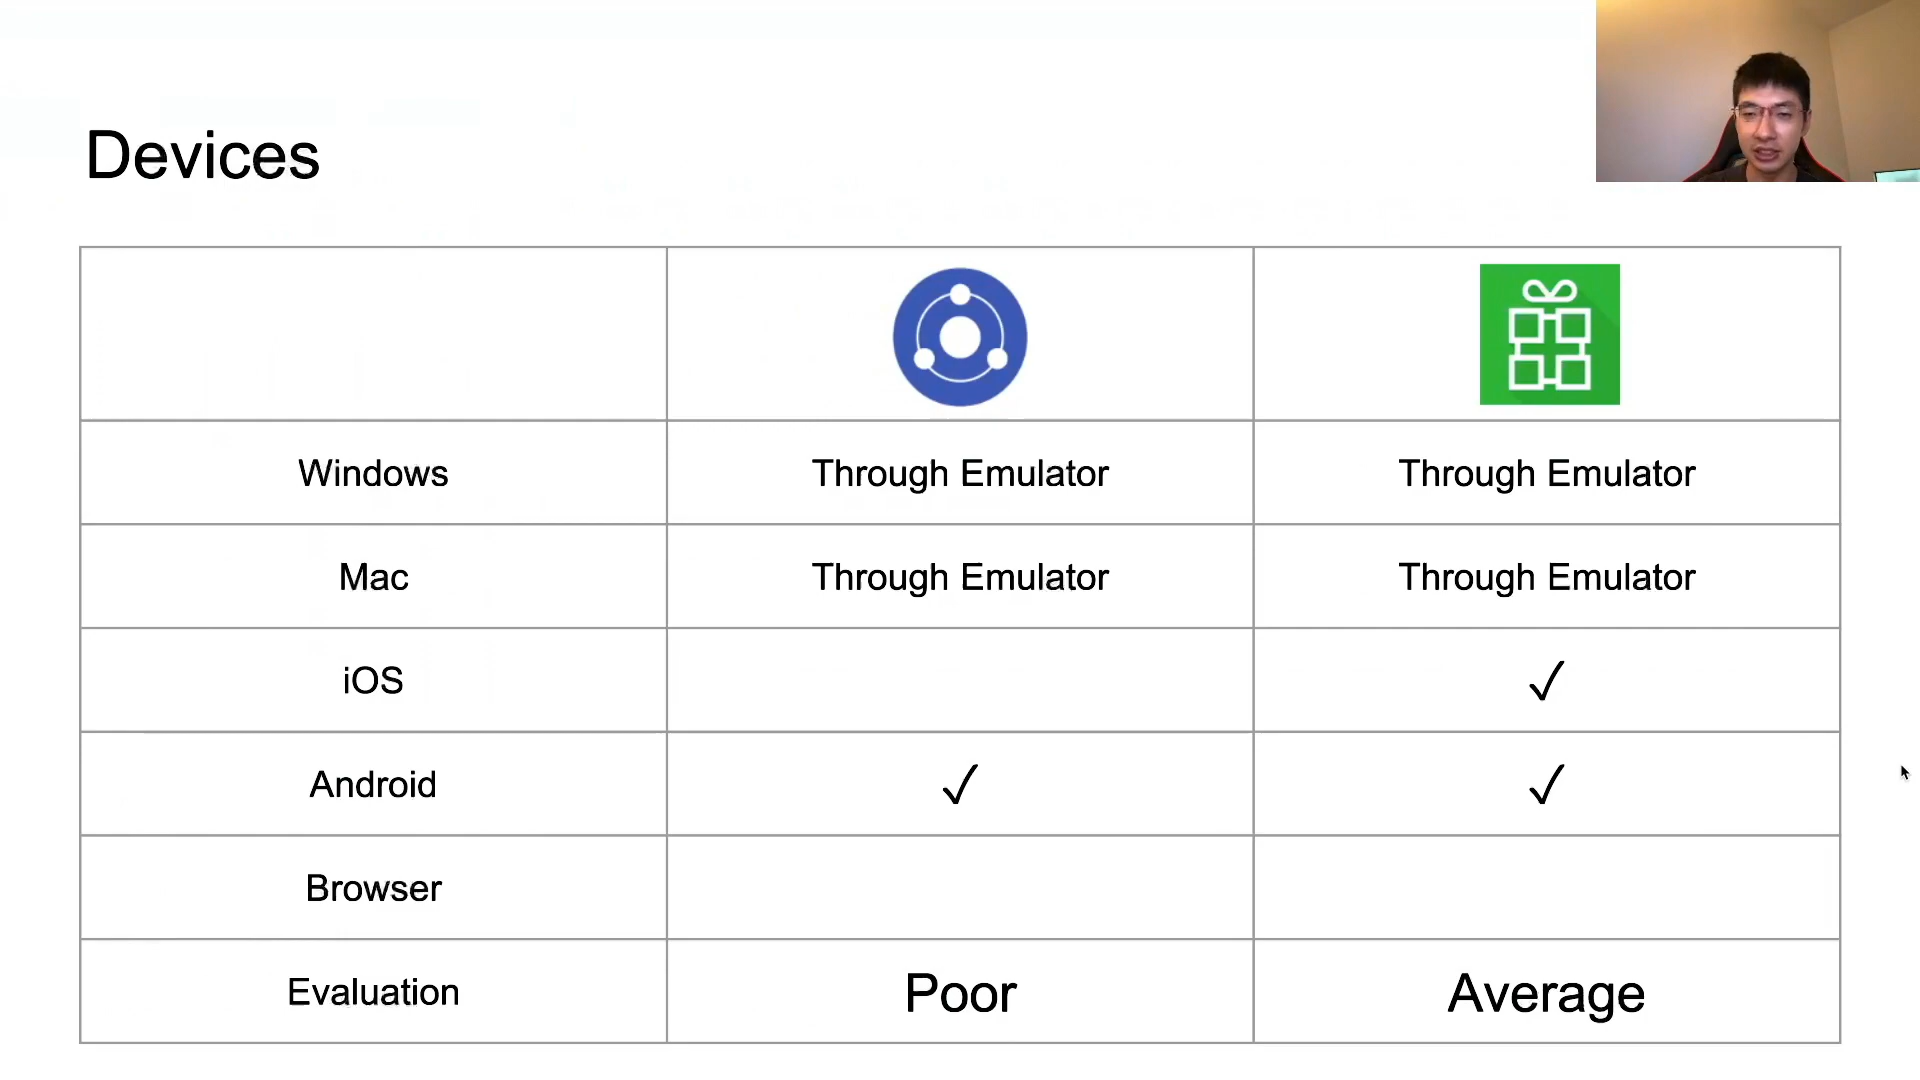 Devices
Windows Through Emulator Through Emulator
Mac Through Emulator Through Emulator
iOS ✓
Android ✓ ✓
Browser
Evaluation Poor Average